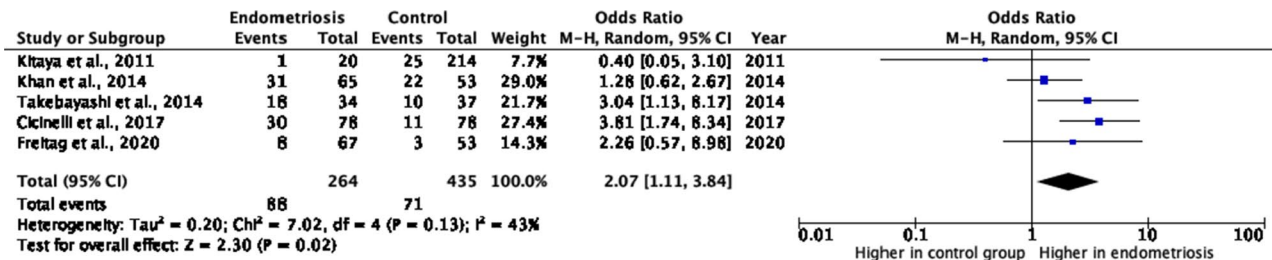 Endometriosis Control Odds Ratio Odds Ratio
Study or Subgroup Events Total Events Total Weight M-H, Random, 95% CI Year M-H, Random, 95% CI
Kitaya et al., 2011 1 20 25 214 7.7% 0.40 [0.05, 3.10] 2011
Khan et al., 2014 31 65 22 53 29.0% 1.28 [0.62, 2.67] 2014
Takebayashi et al., 2014 18 34 10 37 21.7% 3.04 [1.13, 8.17] 2014
Cicinelli et al., 2017 30 78 11 78 27.4% 3.81 [1.74, 8.34] 2017
Freitag et al., 2020 8 67 3 53 14.3% 2.26 [0.57, 8.98] 2020
Total (95% CI) 264 435 100.0% 2.07 [1.11, 3.84]
Total events 88 71
Heterogeneity: Tau² = 0.20; Chi² = 7.02, df = 4 (P = 0.13); I² = 43%
Test for overall effect: Z = 2.30 (P = 0.02)
0.01 0.1 1 10 100
Higher in control group Higher in endometriosis